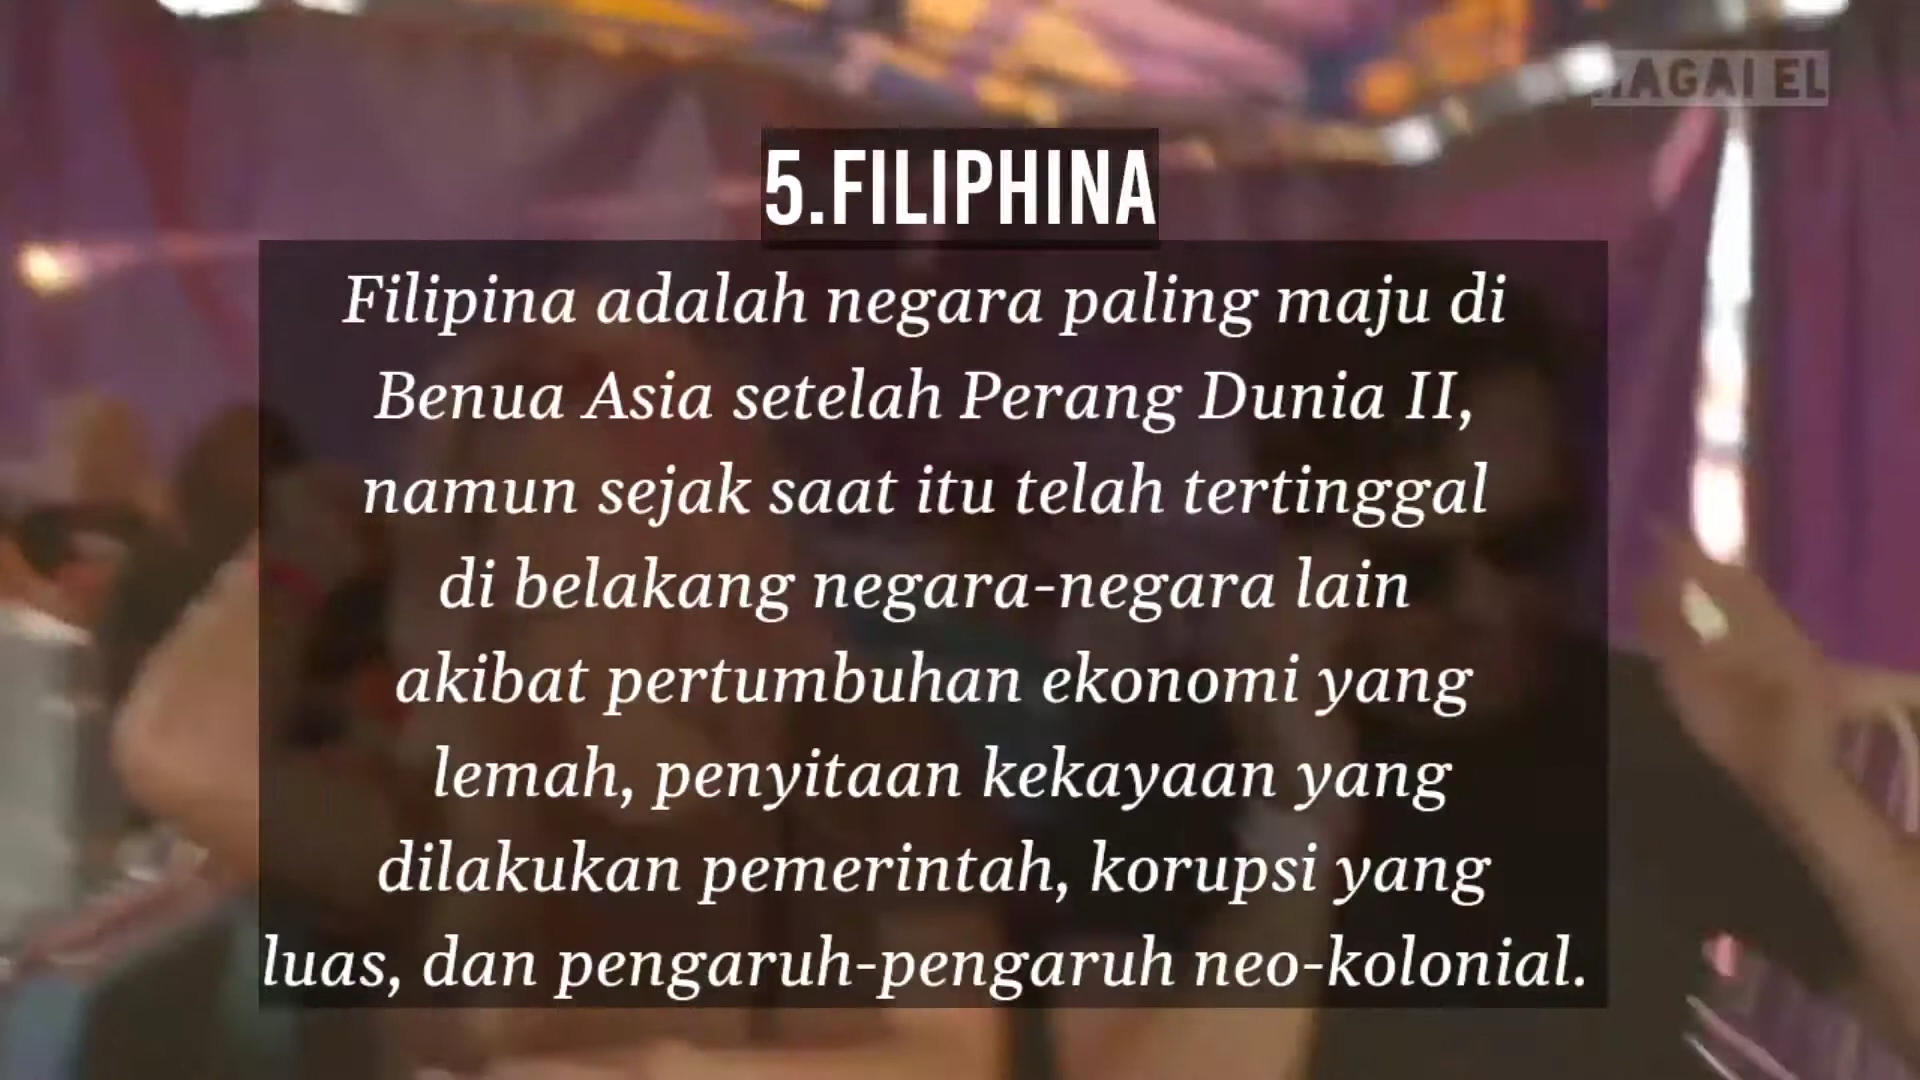 AGAI EL
5.FILIPHINA
Filipina adalah negara paling maju di
Benua Asia setelah Perang Dunia II,
namun sejak saat itu telah tertinggal
di belakang negara-negara lain
akibat pertumbuhan ekonomi yang
lemah, penyitaan kekayaan yang
dilakukan pemerintah, korupsi yang
luas, dan pengaruh-pengaruh neo-kolonial.